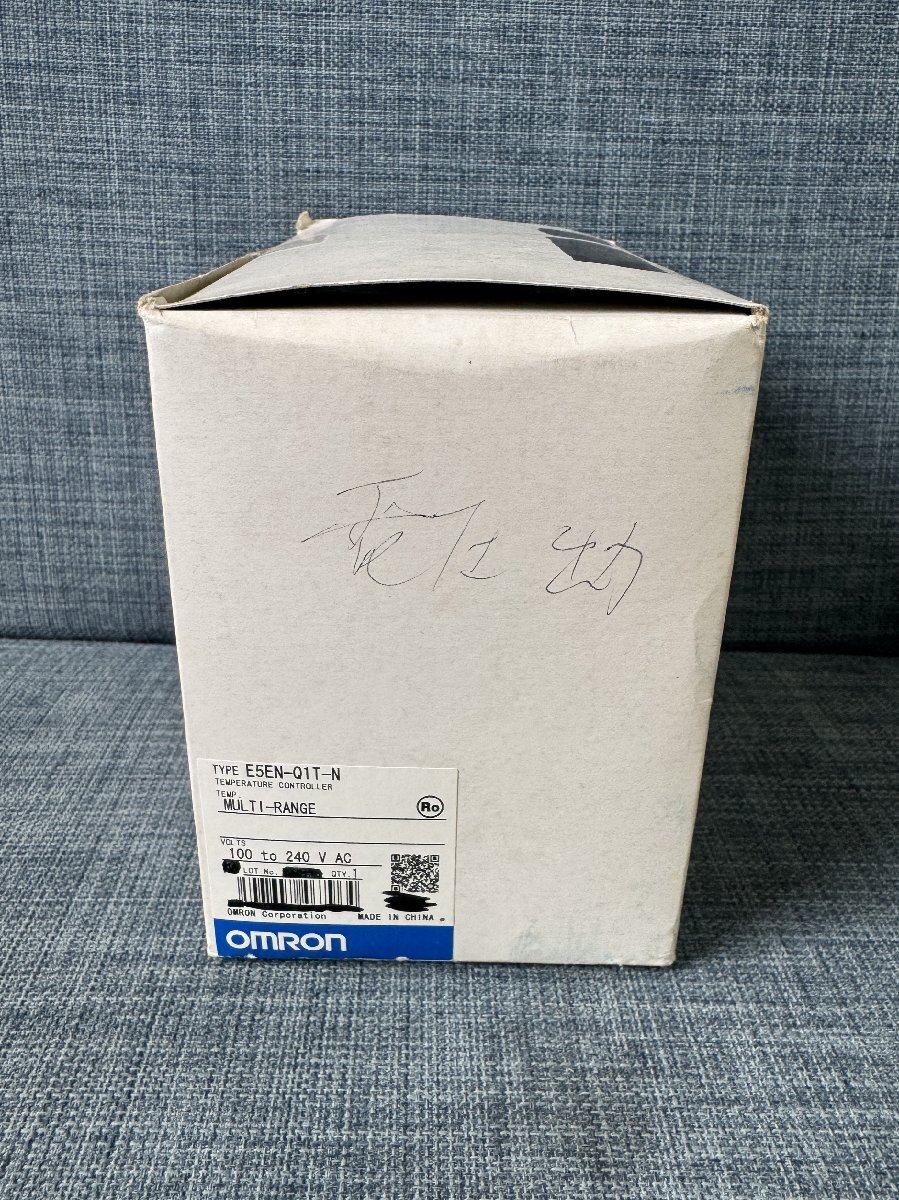 TYPE E5EN-Q1T-N
TEMPERATURE CONTROLLER
TEMP.
MULTI-RANGE
Ro
VOLTS
100 to 240 V AC
LOT No. QTY.1
OMRON Corporation MADE IN CHINA
OMRON